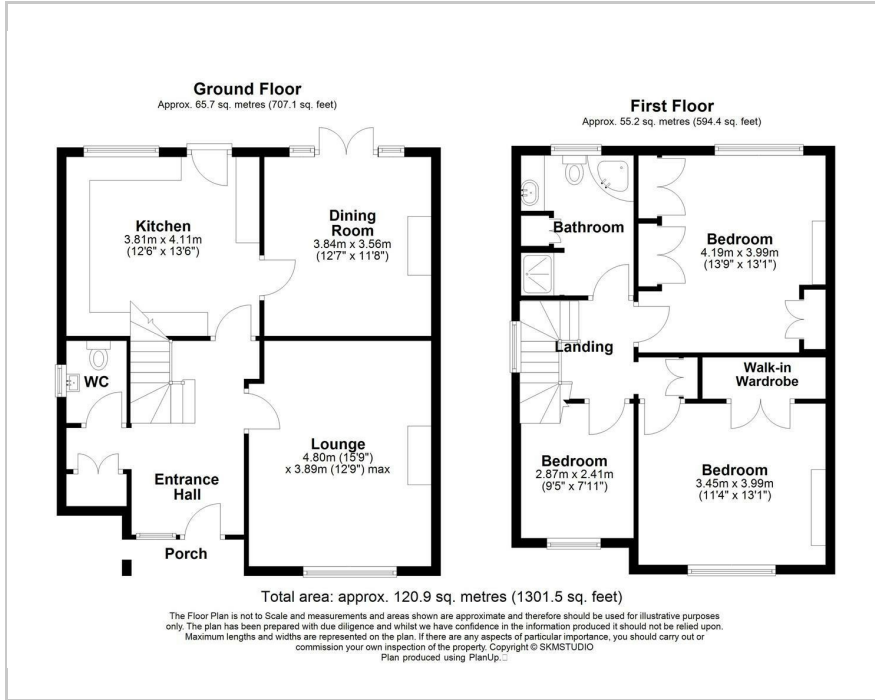 Ground Floor
Approx. 65.7 sq. metres (707.1 sq. feet)
Kitchen
3.81m x 4.11m
(12'6" x 13'6")
Dining
Room
3.84m x 3.56m
(12'7" x 11'8")
WC
Lounge
4.80m (15'9")
x 3.89m (12'9") max
Entrance
Hall
Porch
First Floor
Approx. 55.2 sq. metres (594.4 sq. feet)
Bathroom
Bedroom
4.19m x 3.99m
(13'9" x 13'1")
Landing
Walk-in
Wardrobe
Bedroom
2.87m x 2.41m
(9'5" x 7'11")
Bedroom
3.45m x 3.99m
(11'4" x 13'1")
Total area: approx. 120.9 sq. metres (1301.5 sq. feet)
The Floor Plan is not to Scale and measurements and areas shown are approximate and therefore should be used for illustrative purposes
only. The plan has been prepared with due diligence and whilst we have confidence in the information produced it should not be relied upon.
Maximum lengths and widths are represented on the plan. If there are any aspects of particular importance, you should carry out or
commission your own inspection of the property. Copyright © SKMSTUDIO
Plan produced using PlanUp.